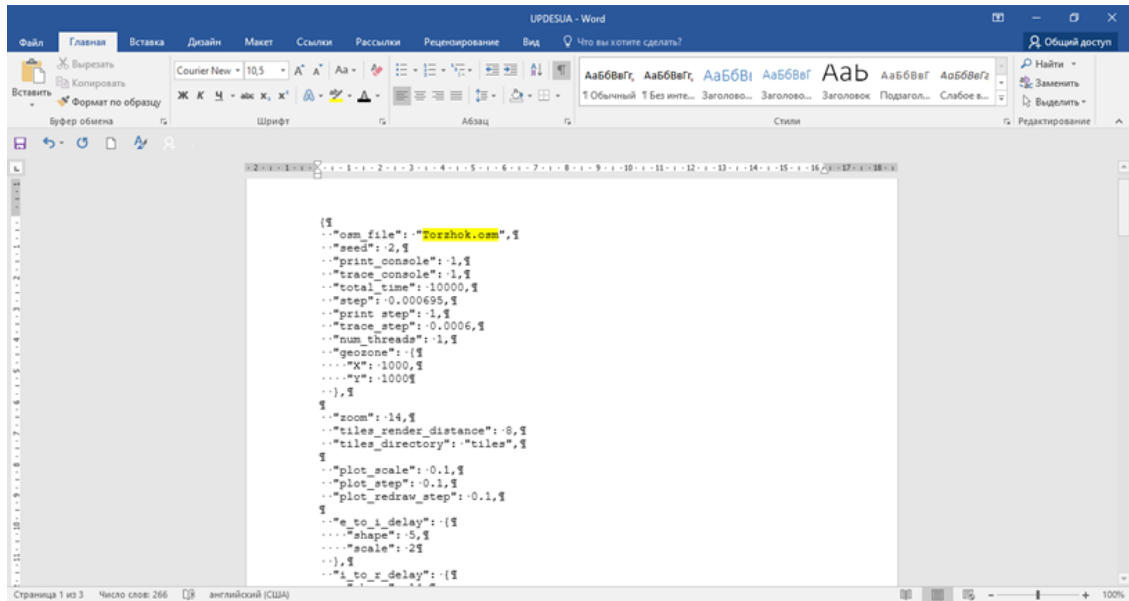 UPDESUA - Word
Файл Главная Вставка Дизайн Макет Ссылки Рассылки Рецензирование Вид Что вы хотите сделать? Общий доступ
Вставить
Вырезать
Копировать
Формат по образцу
Буфер обмена
Courier New 10,5
Ж К Ч abc x, x'
Шрифт
Абзац
АаБбВвГг, АаБбВвГг, АаБбВі АаБбВвГ АаЬ АаБбВвГ АаБбВвГг
¶ Обычный ¶ Без инте... Заголово... Заголово... Заголовок Подзагол... Слабое в...
Стили
Найти
Заменить
Выделить
Редактирование
{¶
··"osm_file":·"Torzhok.osm",¶
··"seed":·2,¶
··"print_console":·1,¶
··"trace_console":·1,¶
··"total_time":·10000,¶
··"step":·0.000695,¶
··"print_step":·1,¶
··"trace_step":·0.0006,¶
··"num_threads":·1,¶
··"geozone":·{¶
····"X":·1000,¶
····"Y":·1000¶
··},¶
¶
··"zoom":·14,¶
··"tiles_render_distance":·8,¶
··"tiles_directory":·"tiles",¶
¶
··"plot_scale":·0.1,¶
··"plot_step":·0.1,¶
··"plot_redraw_step":·0.1,¶
¶
··"e_to_i_delay":·{¶
····"shape":·5,¶
····"scale":·2¶
··},¶
··"i_to_r_delay":·{¶
Страница 1 из 3 Число слов: 266 английский (США) 100%